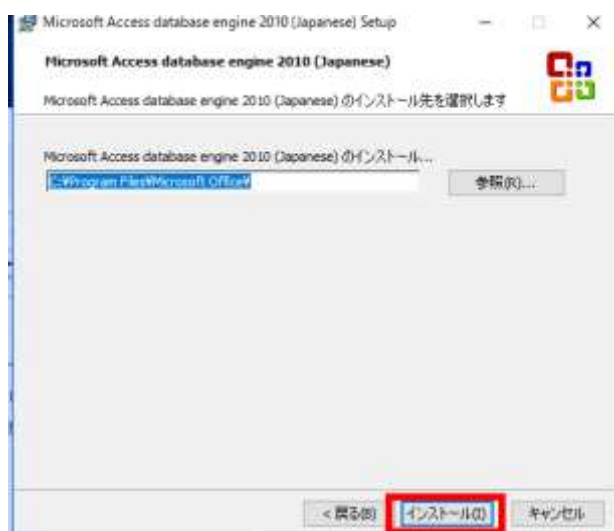 Microsoft Access database engine 2010 (Japanese) Setup
Microsoft Access database engine 2010 (Japanese)
Microsoft Access database engine 2010 (Japanese) のインストール先を選択します
Microsoft Access database engine 2010 (Japanese) のインストール...
C:¥Program Files¥Microsoft Office¥
参照(R)...
< 戻る(B)
インストール(I)
キャンセル